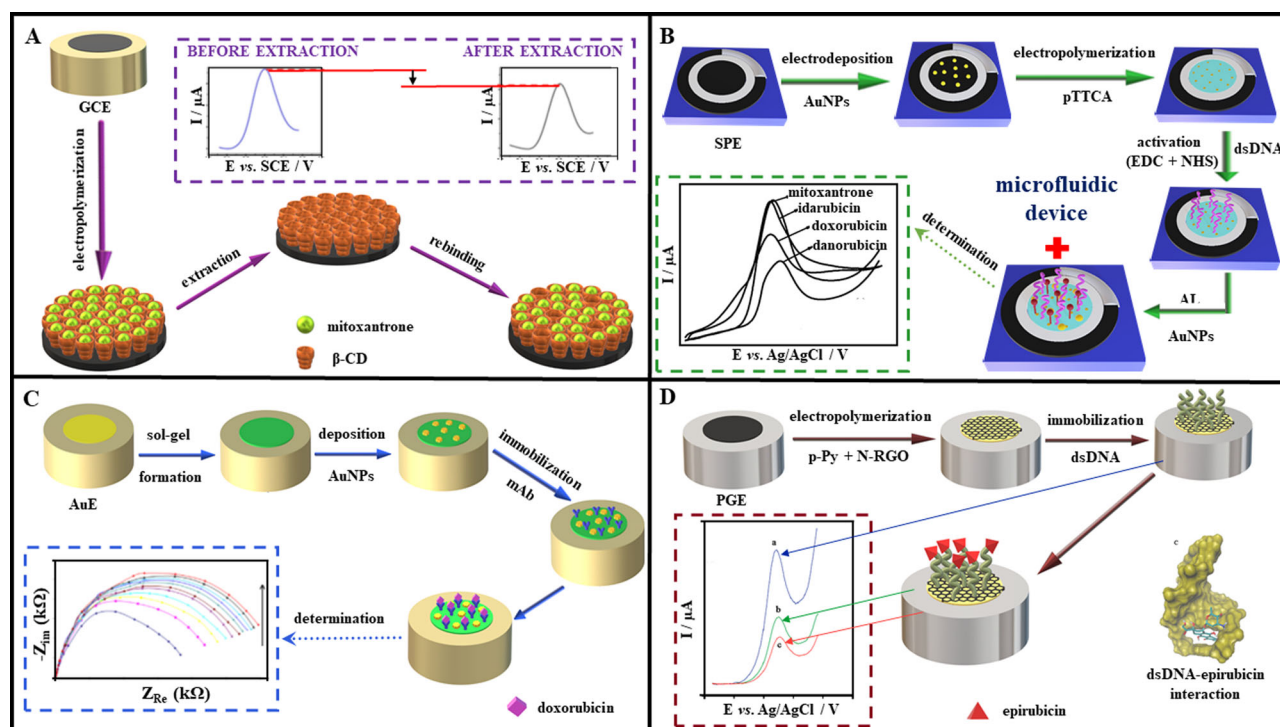 A
GCE
electropolymerization
BEFORE EXTRACTION
AFTER EXTRACTION
I / μA
E vs. SCE / V
I / μA
E vs. SCE / V
extraction
rebinding
mitoxantrone
β-CD
B
SPE
electrodeposition
AuNPs
electropolymerization
pTTCA
activation
(EDC + NHS)
dsDNA
microfluidic
device
AL
AuNPs
determination
mitoxantrone
idarubicin
doxorubicin
danorubicin
I / μA
E vs. Ag/AgCl / V
C
AuE
sol-gel
formation
deposition
AuNPs
immobilization
mAb
determination
-Zim (kΩ)
ZRe (kΩ)
doxorubicin
D
PGE
electropolymerization
p-Py + N-RGO
immobilization
dsDNA
a
b
c
I / μA
E vs. Ag/AgCl / V
epirubicin
c
dsDNA-epirubicin
interaction